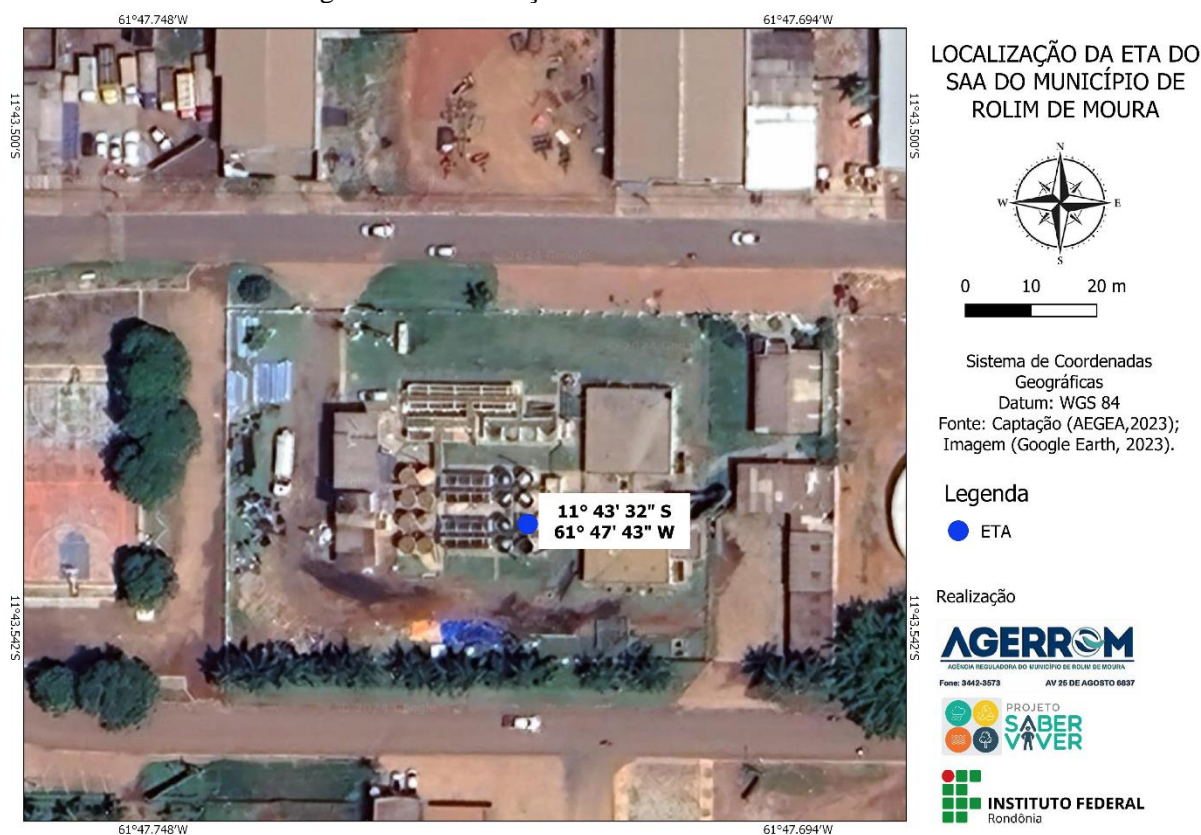 61°47.748'W
61°47.694'W
11°43.500'S
11°43.500'S
11° 43' 32" S
61° 47' 43" W
11°43.542'S
11°43.542'S
61°47.748'W
61°47.694'W
LOCALIZAÇÃO DA ETA DO
SAA DO MUNICÍPIO DE
ROLIM DE MOURA
N
W
E
S
0 10 20 m
Sistema de Coordenadas
Geográficas
Datum: WGS 84
Fonte: Captação (AEGEA,2023);
Imagem (Google Earth, 2023).
Legenda
ETA
Realização
AGERROM
AGÊNCIA REGULADORA DO MUNICÍPIO DE ROLIM DE MOURA
Fone: 3442-3573 AV 25 DE AGOSTO 6837
PROJETO
SABER
VIVER
INSTITUTO FEDERAL
Rondônia